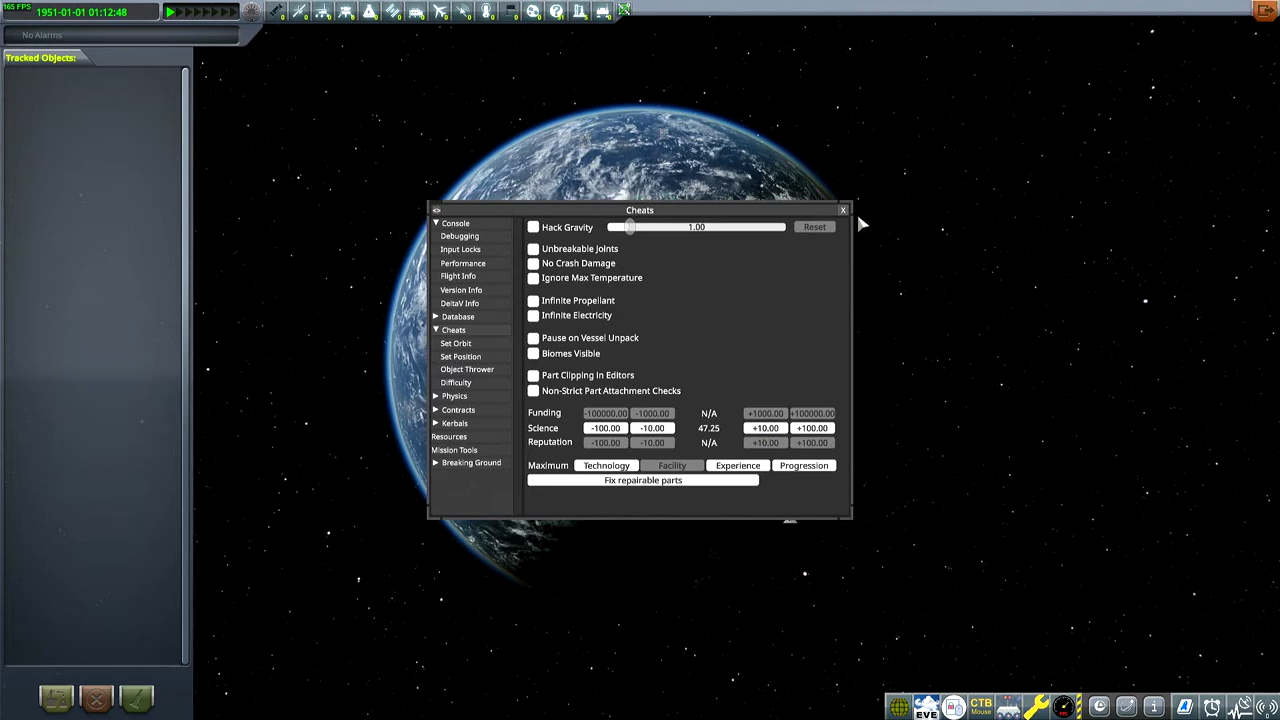 165 FPS
1951-01-01 01:12:48
No Alarms
Tracked Objects:
Cheats
X
Console
Debugging
Input Locks
Performance
Flight Info
Version Info
DeltaV Info
Database
Cheats
Set Orbit
Set Position
Object Thrower
Difficulty
Physics
Contracts
Kerbals
Resources
Mission Tools
Breaking Ground
Hack Gravity 1.00 Reset
Unbreakable Joints
No Crash Damage
Ignore Max Temperature
Infinite Propellant
Infinite Electricity
Pause on Vessel Unpack
Biomes Visible
Part Clipping in Editors
Non-Strict Part Attachment Checks
Funding -100000.00 -1000.00 N/A +1000.00 +100000.00
Science -100.00 -10.00 47.25 +10.00 +100.00
Reputation -100.00 -10.00 N/A +10.00 +100.00
Maximum Technology Facility Experience Progression
Fix repairable parts
EVE
CTB
Mouse